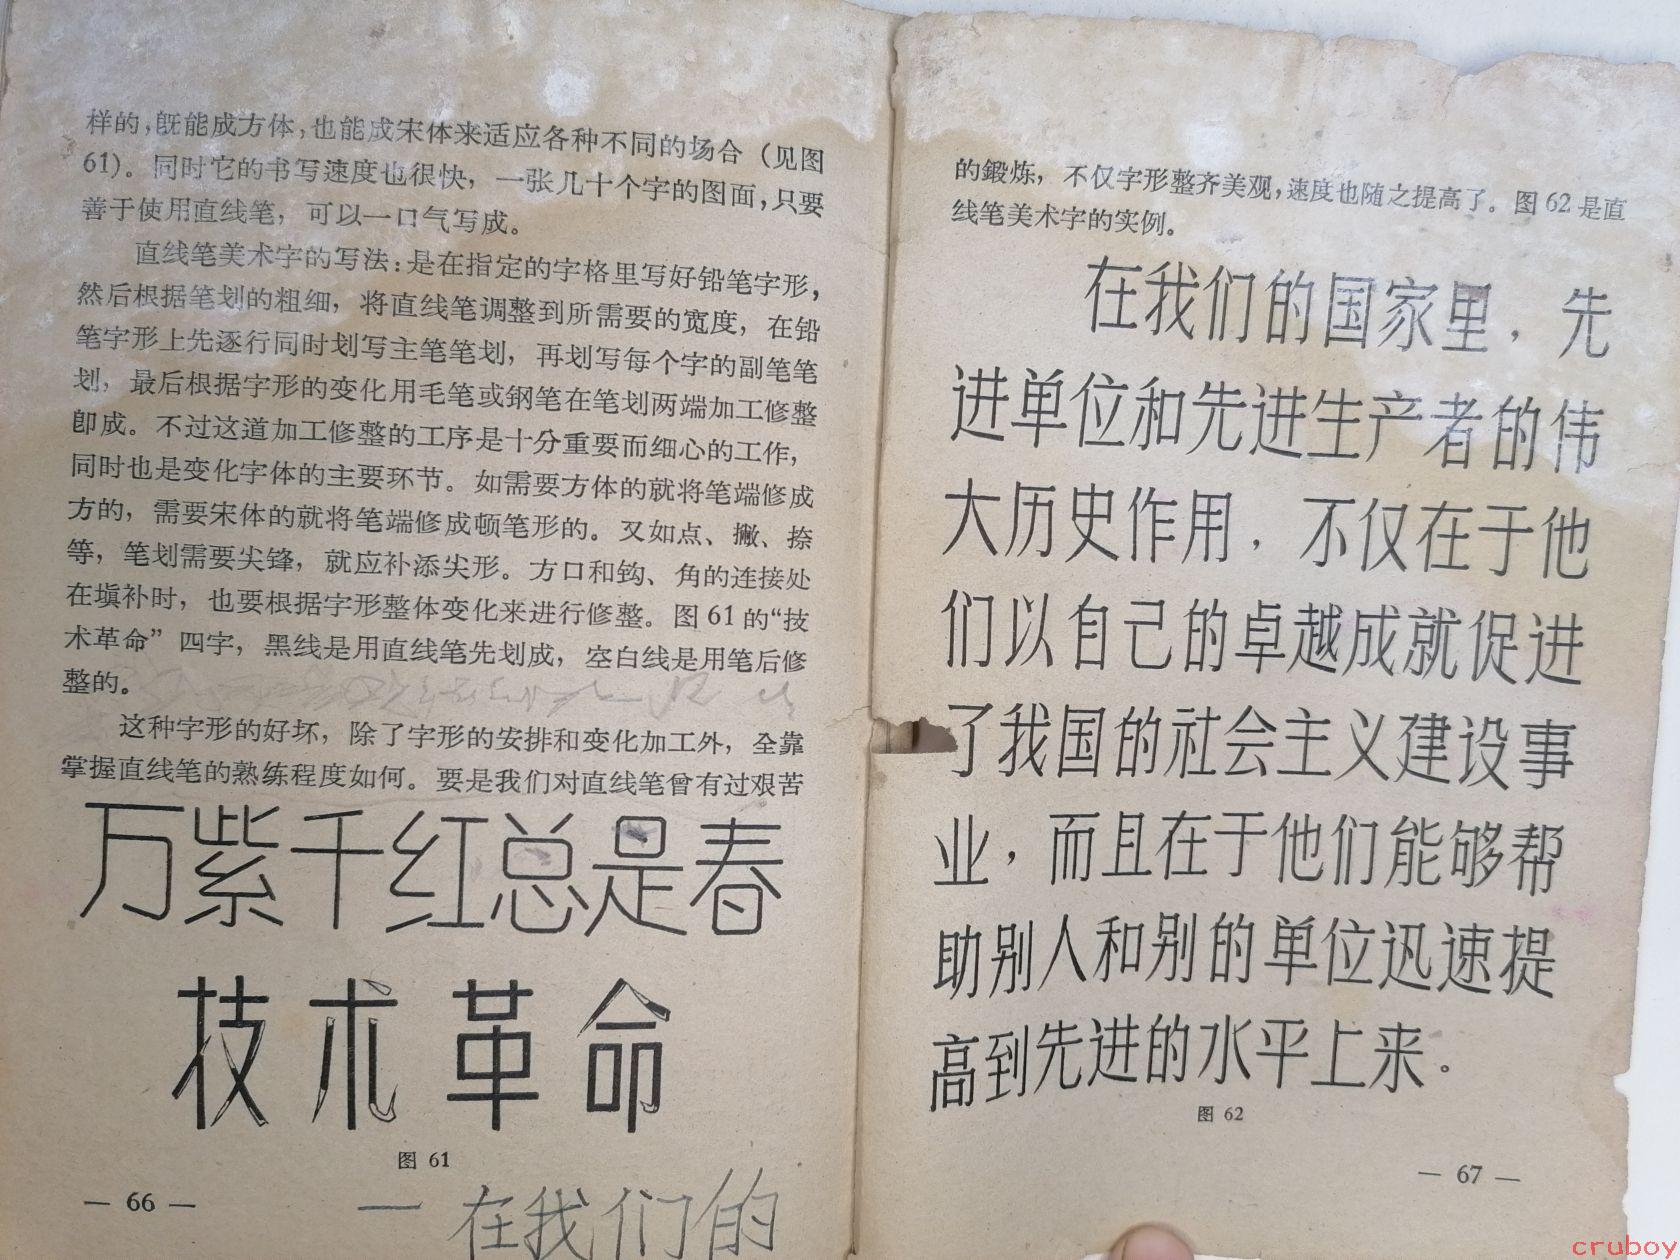 样的，既能成方体，也能成宋体来适应各种不同的场合（见图
61）。同时它的书写速度也很快，一张几十个字的图面，只要
善于使用直线笔，可以一口气写成。
直线笔美术字的写法：是在指定的字格里写好铅笔字形，
然后根据笔划的粗细，将直线笔调整到所需要的宽度，在铅
笔字形上先逐行同时划写主笔笔划，再划写每个字的副笔笔
划，最后根据字形的变化用毛笔或钢笔在笔划两端加工修整
即成。不过这道加工修整的工序是十分重要而细心的工作，
同时也是变化字体的主要环节。如需要方体的就将笔端修成
方的，需要宋体的就将笔端修成顿笔形的。又如点、撇、捺
等，笔划需要尖锋，就应补添尖形。方口和钩、角的连接处
在填补时，也要根据字形整体变化来进行修整。图 61 的“技
术革命”四字，黑线是用直线笔先划成，空白线是用笔后修
整的。
这种字形的好坏，除了字形的安排和变化加工外，全靠
掌握直线笔的熟练程度如何。要是我们对直线笔曾有过艰苦
万紫千红总是春
技术革命
图 61
— 66 —
一 在我们的
的鍛炼，不仅字形整齐美观，速度也随之提高了。图 62 是直
线笔美术字的实例。
在我们的国家里，先
进单位和先进生产者的伟
大历史作用，不仅在于他
们以自己的卓越成就促进
了我国的社会主义建设事
业，而且在于他们能够帮
助别人和别的单位迅速提
高到先进的水平上来。
图 62
— 67 —
cruboy